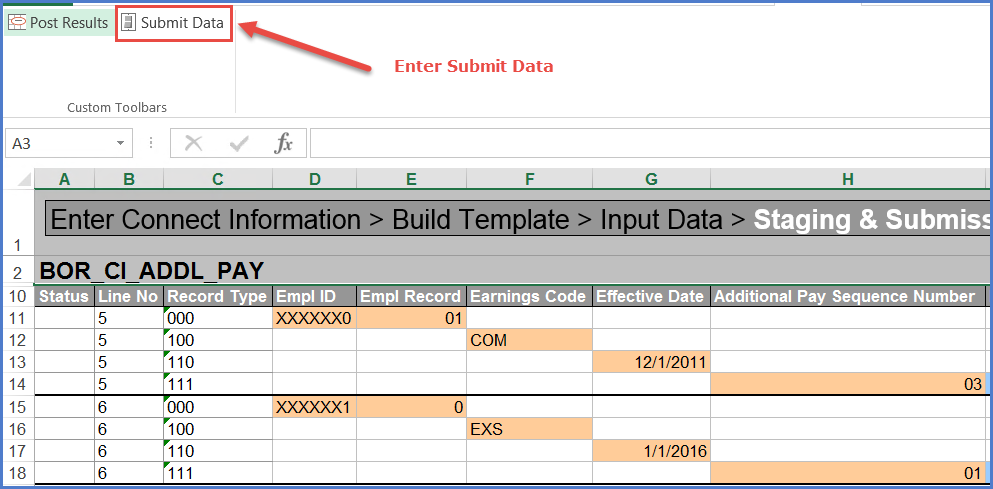 Post Results Submit Data
Enter Submit Data
Custom Toolbars
A3 fx
A B C D E F G H
1 Enter Connect Information > Build Template > Input Data > Staging & Submiss
2 BOR_CI_ADDL_PAY
10 Status Line No Record Type Empl ID Empl Record Earnings Code Effective Date Additional Pay Sequence Number
11 5 000 XXXXXX0 01
12 5 100 COM
13 5 110 12/1/2011
14 5 111 03
15 6 000 XXXXXX1 0
16 6 100 EXS
17 6 110 1/1/2016
18 6 111 01